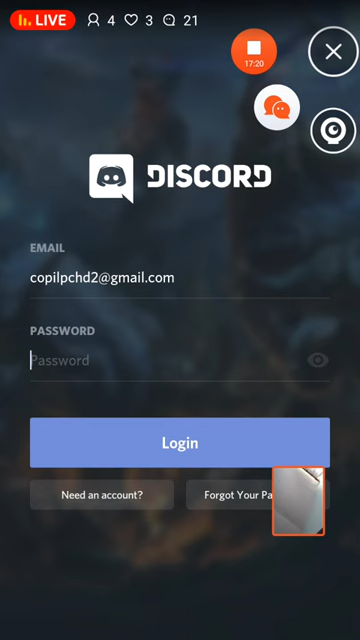 LIVE 4 3 21
17:20
DISCORD
EMAIL
copilpchd2@gmail.com
PASSWORD
Password
Login
Need an account?
Forgot Your Pa